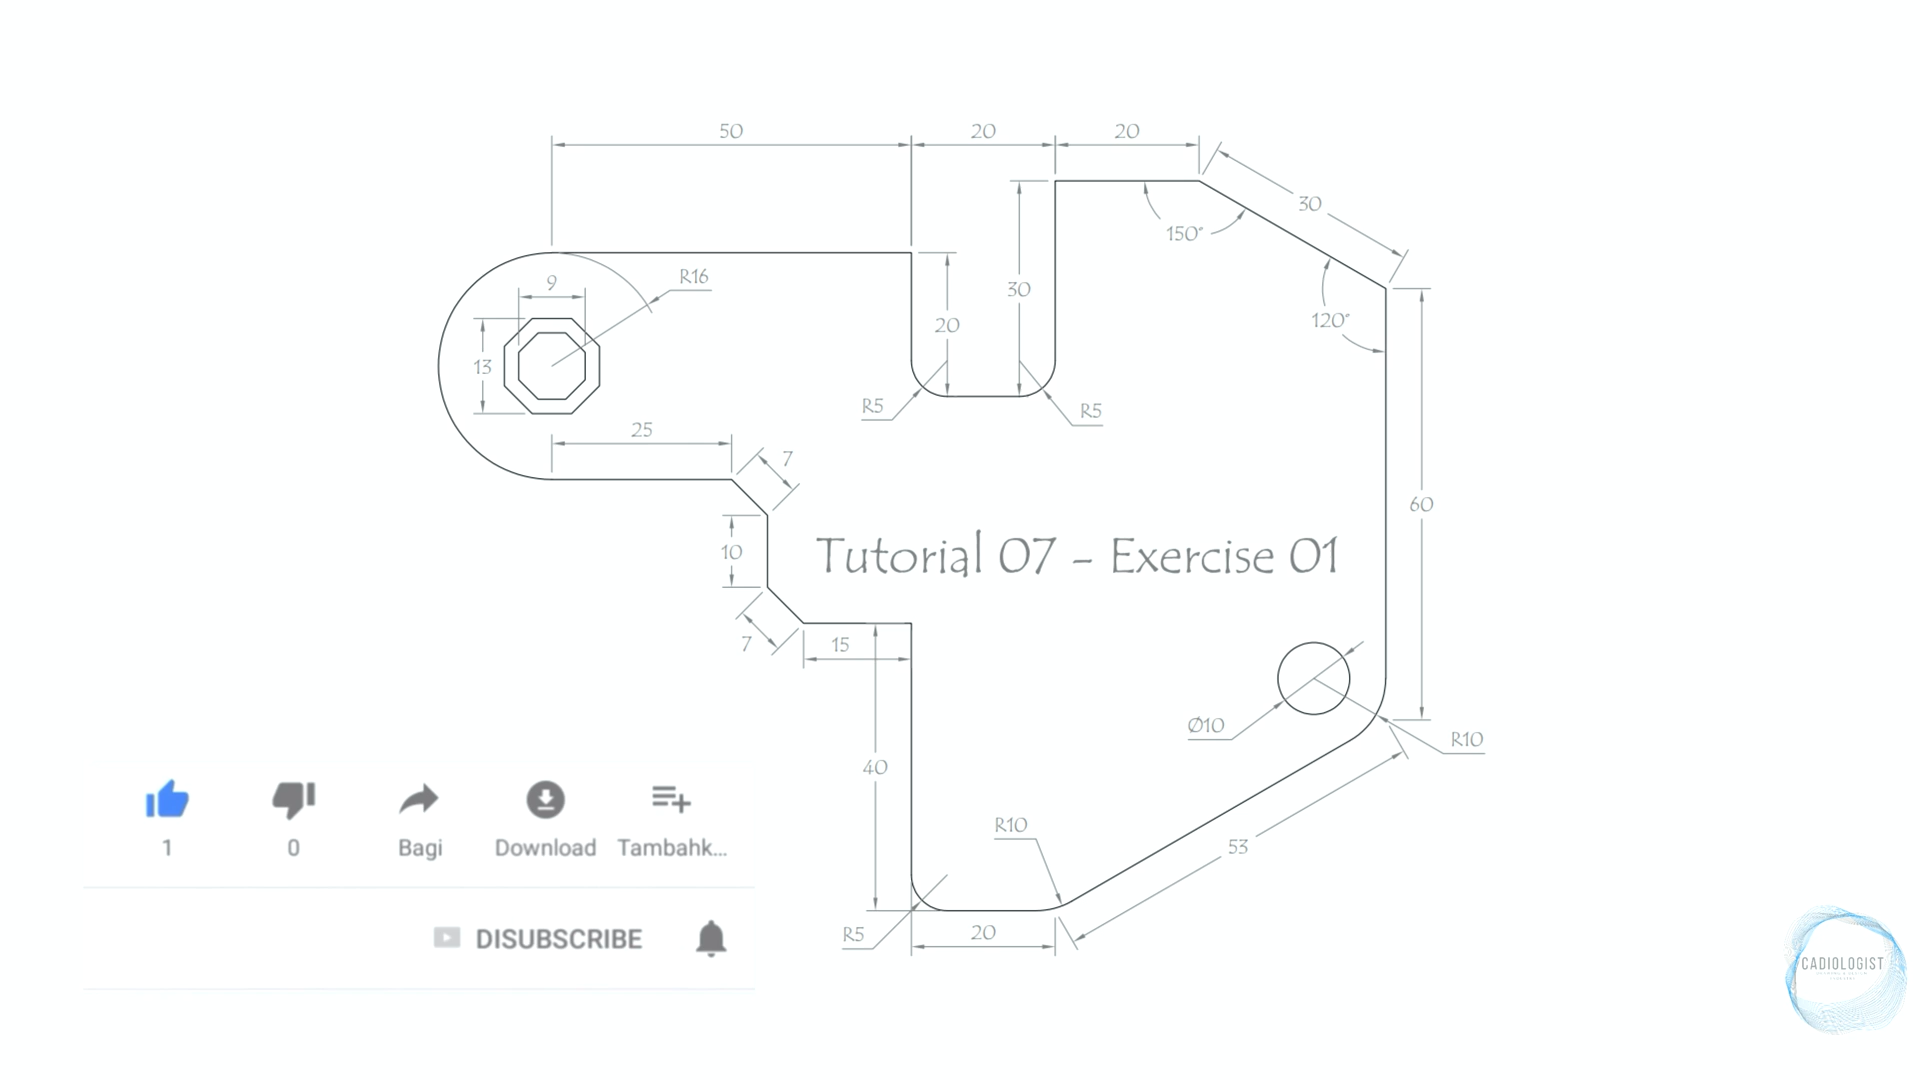 50
20
20
30
150°
9
R16
30
120°
20
13
R5
R5
25
7
60
10
Tutorial 07 - Exercise 01
7
15
Ø10
R10
40
R10
53
R5
20
1
0
Bagi
Download
Tambahk...
DISUBSCRIBE
CADIOLOGIST